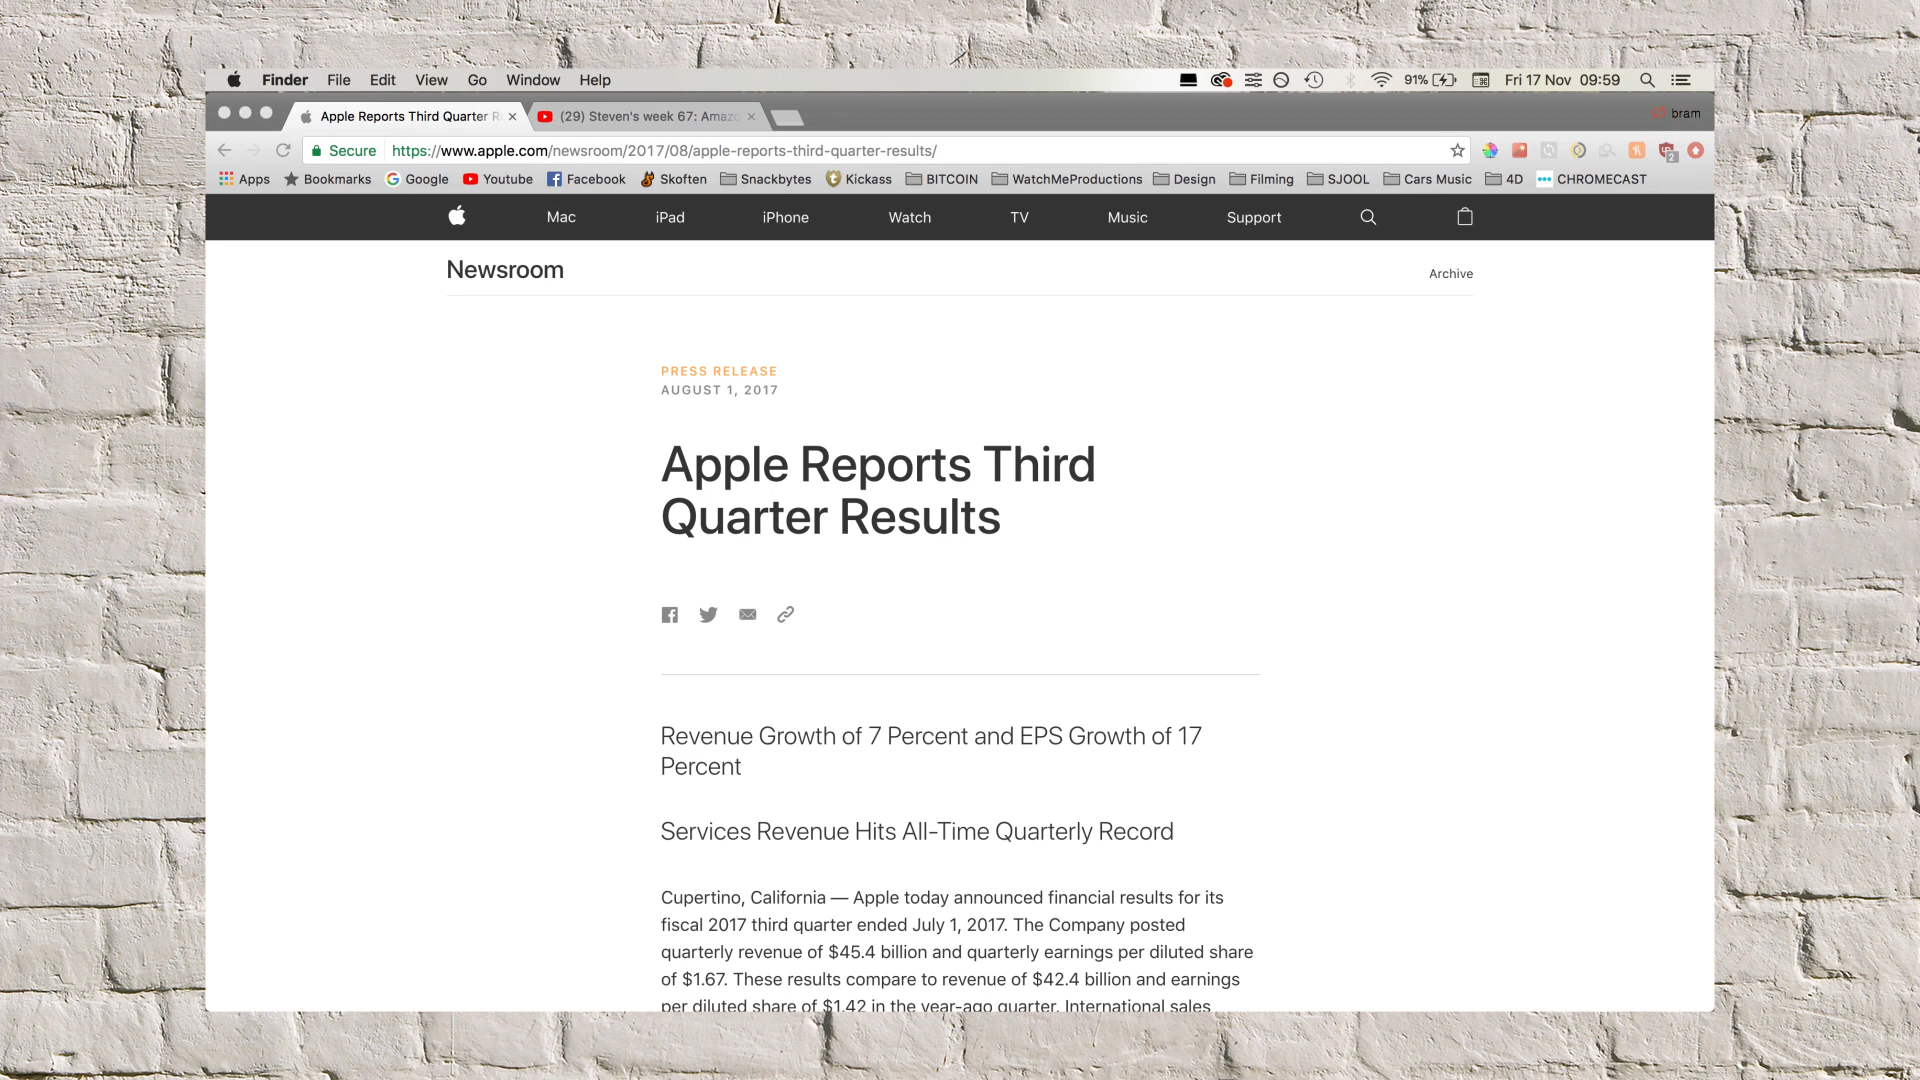 Finder File Edit View Go Window Help 91% Fri 17 Nov 09:59
Apple Reports Third Quarter R (29) Steven's week 67: Amazo bram
Secure https://www.apple.com/newsroom/2017/08/apple-reports-third-quarter-results/ 2
Apps Bookmarks Google Youtube Facebook Skoften Snackbytes Kickass BITCOIN WatchMeProductions Design Filming SJOOL Cars Music 4D CHROMECAST
Mac iPad iPhone Watch TV Music Support
Newsroom Archive
PRESS RELEASE
AUGUST 1, 2017
Apple Reports Third
Quarter Results
Revenue Growth of 7 Percent and EPS Growth of 17
Percent
Services Revenue Hits All-Time Quarterly Record
Cupertino, California — Apple today announced financial results for its
fiscal 2017 third quarter ended July 1, 2017. The Company posted
quarterly revenue of $45.4 billion and quarterly earnings per diluted share
of $1.67. These results compare to revenue of $42.4 billion and earnings
per diluted share of $1.42 in the year-ago quarter. International sales